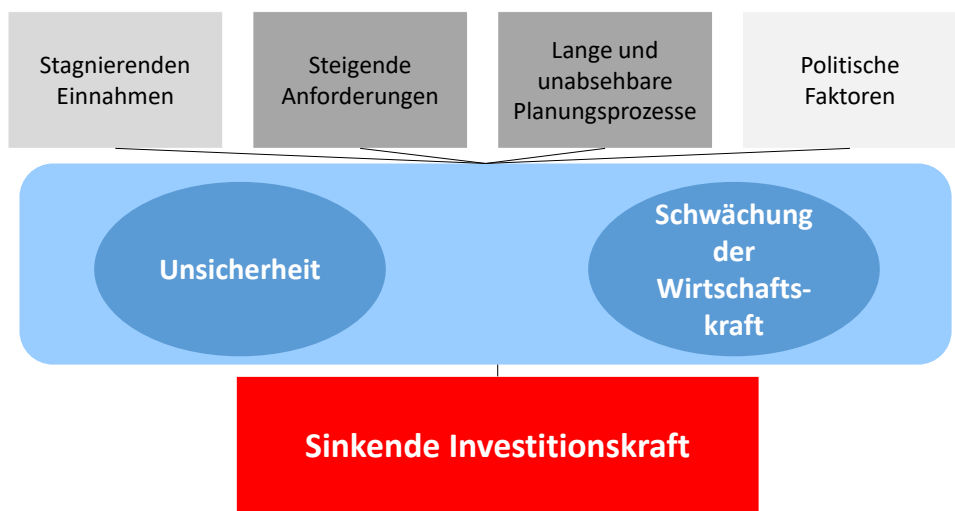 Stagnierenden
Einnahmen
Steigende
Anforderungen
Lange und
unabsehbare
Planungsprozesse
Politische
Faktoren
Unsicherheit
Schwächung
der
Wirtschafts-
kraft
Sinkende Investitionskraft